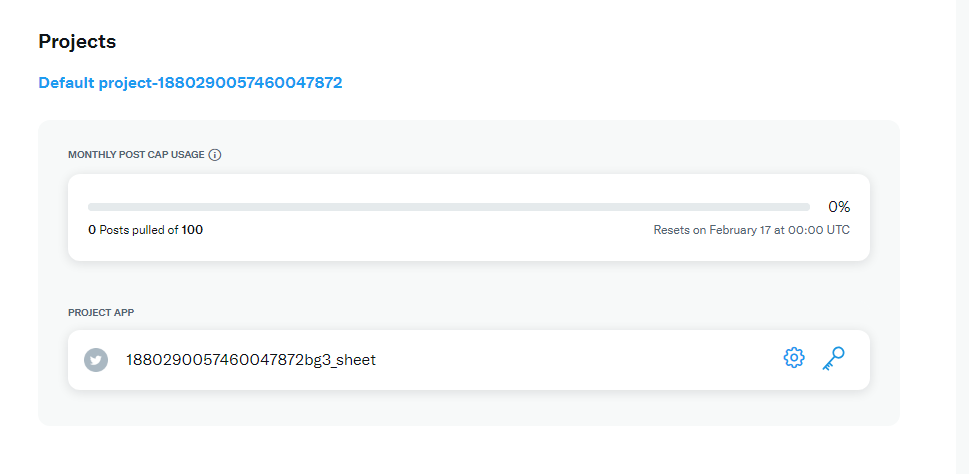 Projects
Default project-1880290057460047872
MONTHLY POST CAP USAGE
0%
0 Posts pulled of 100
Resets on February 17 at 00:00 UTC
PROJECT APP
1880290057460047872bg3_sheet